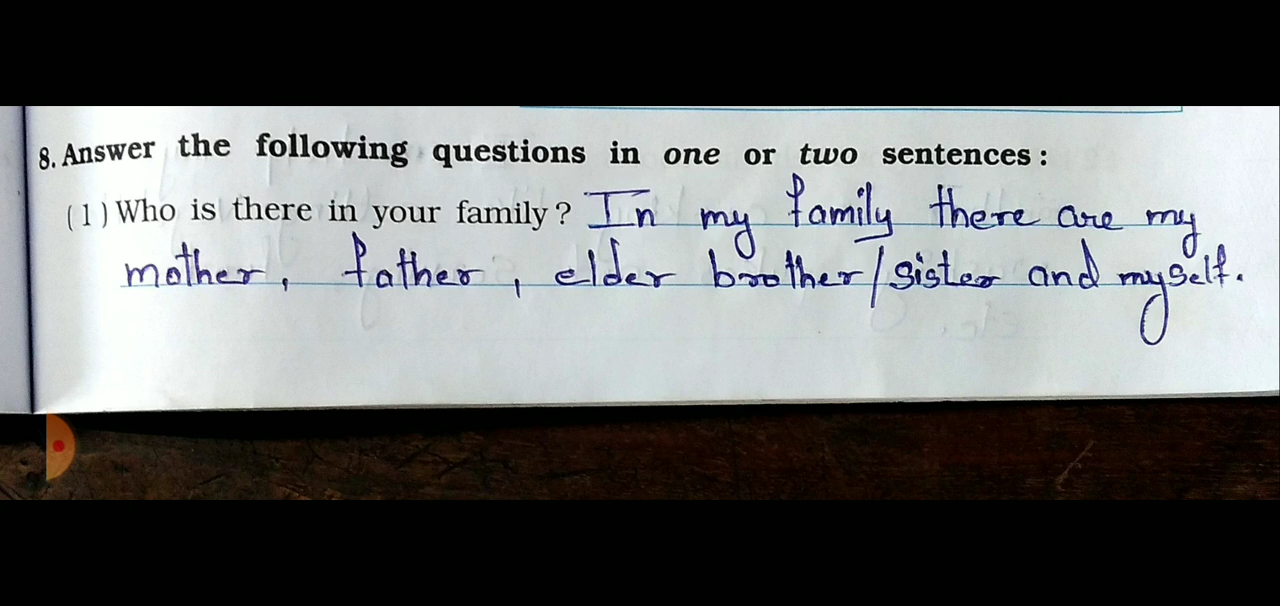 8. Answer the following questions in one or two sentences :
(1) Who is there in your family? In my family there are my
mother, father, elder brother/sister and myself.